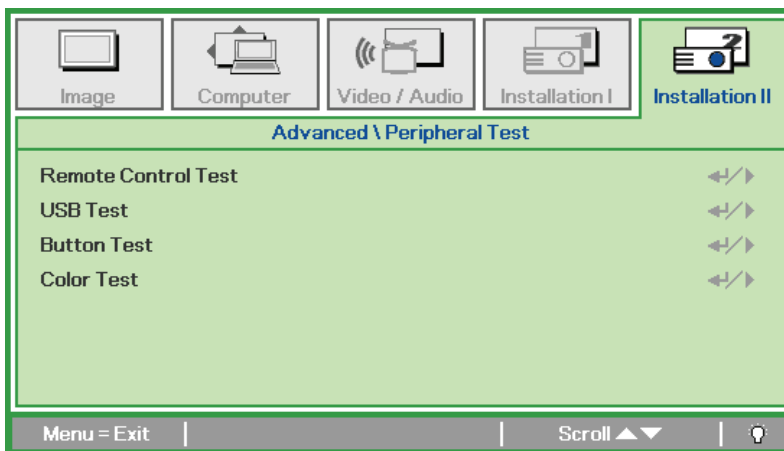 Image
Computer
Video / Audio
Installation I
Installation II
Advanced \ Peripheral Test
Remote Control Test
USB Test
Button Test
Color Test
Menu = Exit
Scroll ▲▼